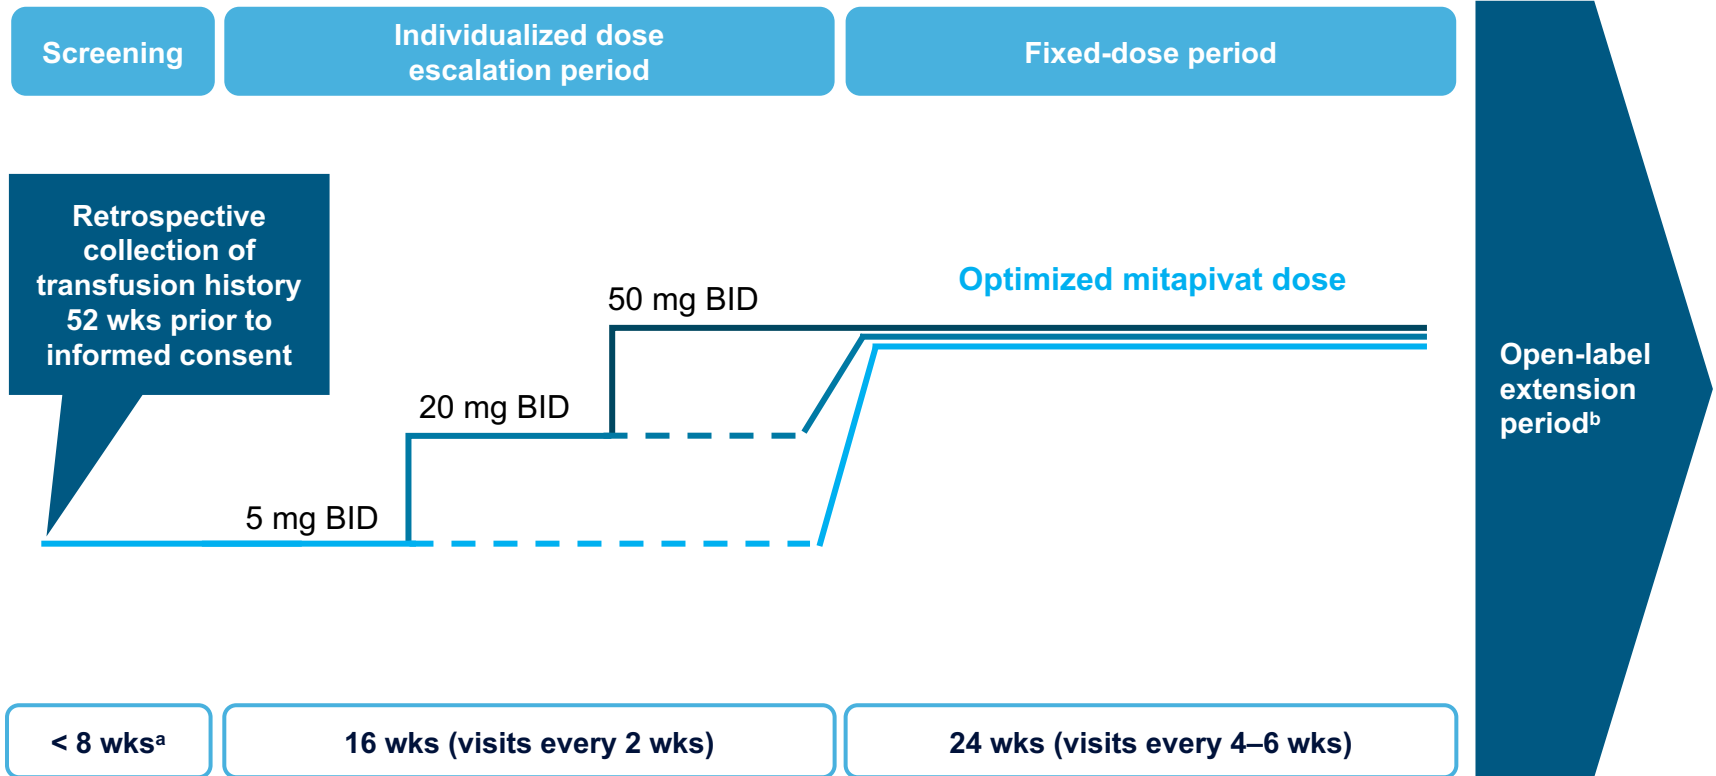 Screening
Individualized dose
escalation period
Fixed-dose period
Retrospective
collection of
transfusion history
52 wks prior to
informed consent
5 mg BID
20 mg BID
50 mg BID
Optimized mitapivat dose
Open-label
extension
periodᵇ
< 8 wksᵃ
16 wks (visits every 2 wks)
24 wks (visits every 4–6 wks)